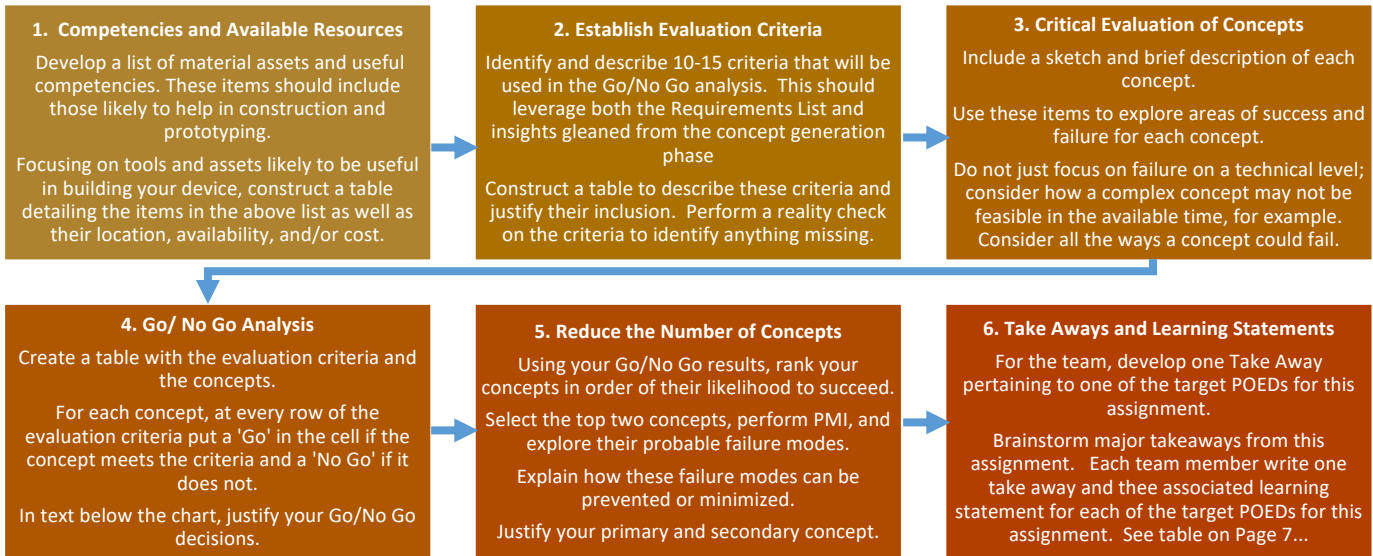 1. Competencies and Available Resources
Develop a list of material assets and useful
competencies. These items should include
those likely to help in construction and
prototyping.
Focusing on tools and assets likely to be useful
in building your device, construct a table
detailing the items in the above list as well as
their location, availability, and/or cost.
2. Establish Evaluation Criteria
Identify and describe 10-15 criteria that will be
used in the Go/No Go analysis. This should
leverage both the Requirements List and
insights gleaned from the concept generation
phase
Construct a table to describe these criteria and
justify their inclusion. Perform a reality check
on the criteria to identify anything missing.
3. Critical Evaluation of Concepts
Include a sketch and brief description of each
concept.
Use these items to explore areas of success and
failure for each concept.
Do not just focus on failure on a technical level;
consider how a complex concept may not be
feasible in the available time, for example.
Consider all the ways a concept could fail.
4. Go/ No Go Analysis
Create a table with the evaluation criteria and
the concepts.
For each concept, at every row of the
evaluation criteria put a 'Go' in the cell if the
concept meets the criteria and a 'No Go' if it
does not.
In text below the chart, justify your Go/No Go
decisions.
5. Reduce the Number of Concepts
Using your Go/No Go results, rank your
concepts in order of their likelihood to succeed.
Select the top two concepts, perform PMI, and
explore their probable failure modes.
Explain how these failure modes can be
prevented or minimized.
Justify your primary and secondary concept.
6. Take Aways and Learning Statements
For the team, develop one Take Away
pertaining to one of the target POEDs for this
assignment.
Brainstorm major takeaways from this
assignment. Each team member write one
take away and thee associated learning
statement for each of the target POEDs for this
assignment. See table on Page 7...